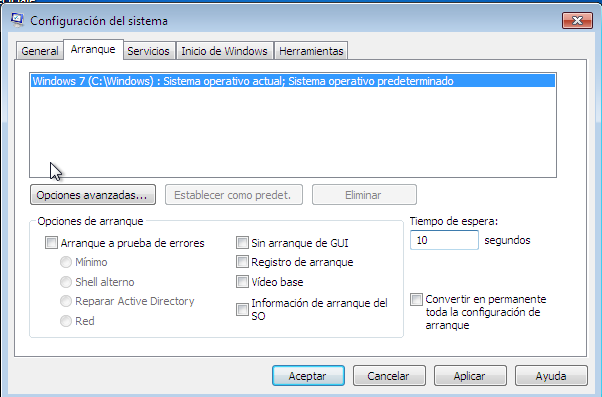 Configuración del sistema
General Arranque Servicios Inicio de Windows Herramientas
Windows 7 (C:\Windows) : Sistema operativo actual; Sistema operativo predeterminado
Opciones avanzadas... Establecer como predet. Eliminar
Opciones de arranque
Arranque a prueba de errores
Mínimo
Shell alterno
Reparar Active Directory
Red
Sin arranque de GUI
Registro de arranque
Vídeo base
Información de arranque del
SO
Tiempo de espera:
10 segundos
Convertir en permanente
toda la configuración de
arranque
Aceptar Cancelar Aplicar Ayuda